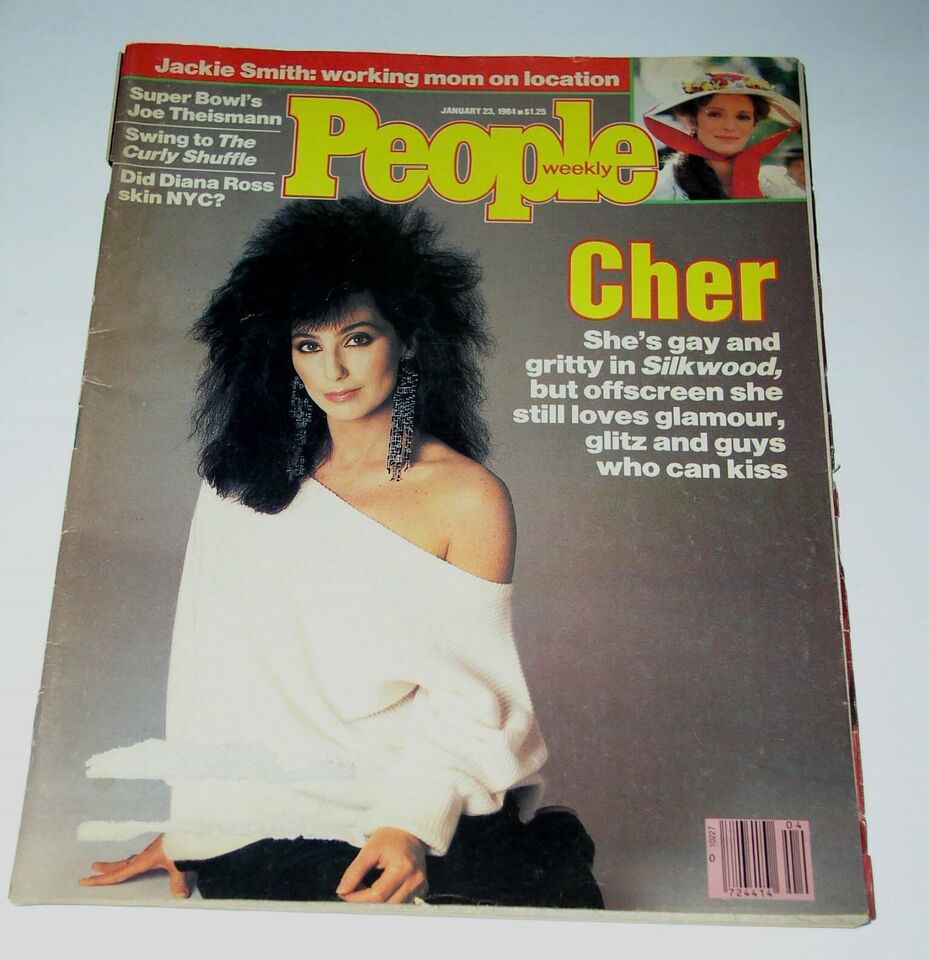 Jackie Smith: working mom on location
Super Bowl's
Joe Theismann
Swing to The
Curly Shuffle
Did Diana Ross
skin NYC?
JANUARY 23, 1984 ■ $1.25
People
weekly
Cher
She's gay and
gritty in Silkwood,
but offscreen she
still loves glamour,
glitz and guys
who can kiss
04
0 10227
724414